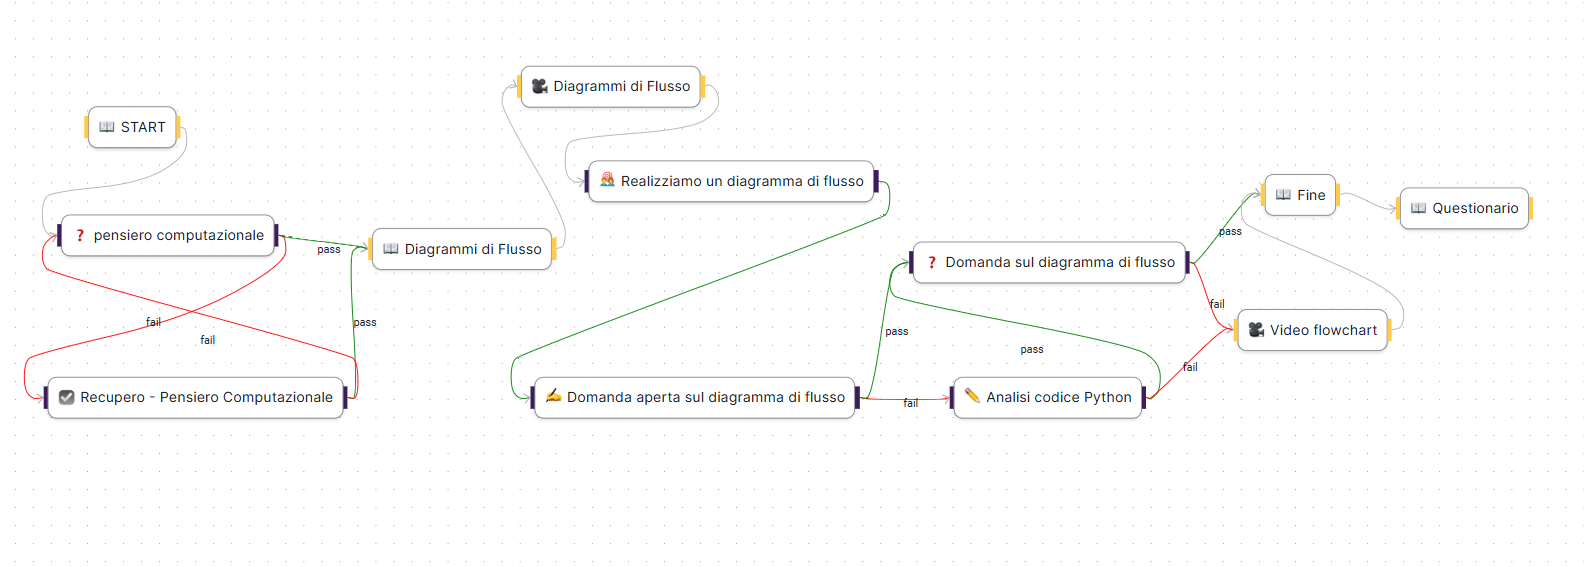 START
❓ pensiero computazionale
pass
Diagrammi di Flusso
fail
fail
pass
Recupero - Pensiero Computazionale
Diagrammi di Flusso
Realizziamo un diagramma di flusso
Domanda aperta sul diagramma di flusso
pass
fail
Analisi codice Python
pass
❓ Domanda sul diagramma di flusso
pass
fail
fail
Video flowchart
Fine
Questionario